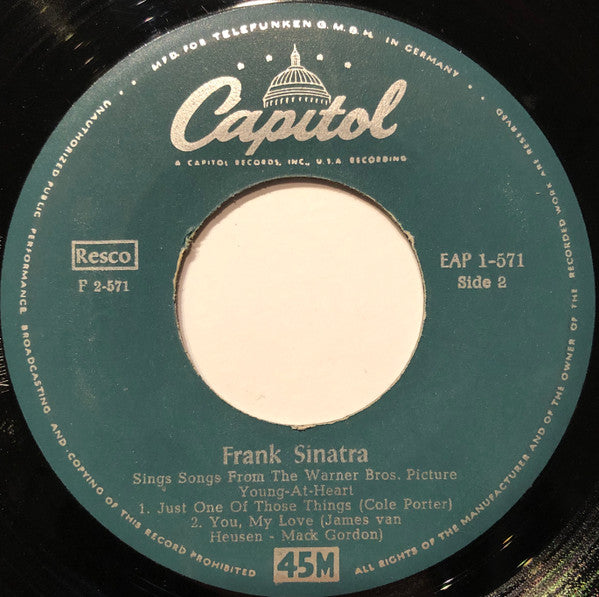 MFD. FOR TELEFUNKEN G.M.B.H. IN GERMANY
Capitol
A CAPITOL RECORDS, INC., U.S.A. RECORDING
Resco
F 2-571
EAP 1-571
Side 2
Frank Sinatra
Sings Songs From The Warner Bros. Picture
Young-At-Heart
1. Just One Of Those Things (Cole Porter)
2. You, My Love (James van
Heusen - Mack Gordon)
45M
UNAUTHORIZED PUBLIC PERFORMANCE, BROADCASTING AND COPYING OF THIS RECORD PROHIBITED
ALL RIGHTS OF THE MANUFACTURER AND OF THE OWNER OF THE RECORDED WORK ARE RESERVED